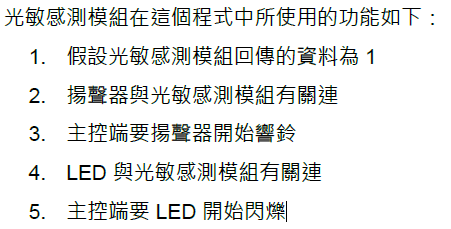 光敏感測模組在這個程式中所使用的功能如下：
1. 假設光敏感測模組回傳的資料為 1
2. 揚聲器與光敏感測模組有關連
3. 主控端要揚聲器開始響鈴
4. LED 與光敏感測模組有關連
5. 主控端要 LED 開始閃爍